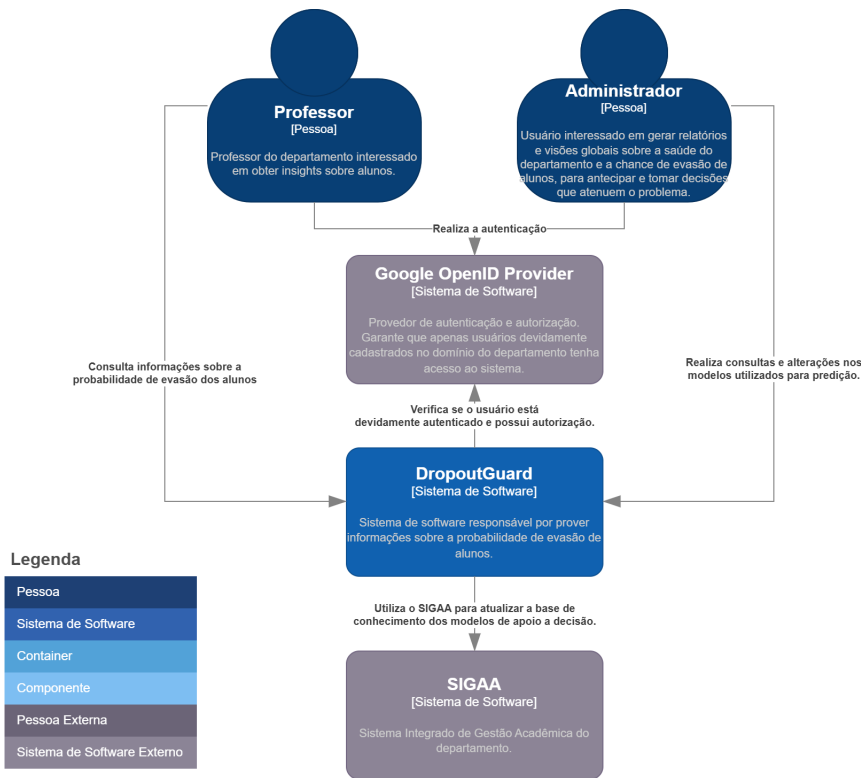 Professor
[Pessoa]
Professor do departamento interessado
em obter insights sobre alunos.
Administrador
[Pessoa]
Usuário interessado em gerar relatórios
e visões globais sobre a saúde do
departamento e a chance de evasão de
alunos, para antecipar e tomar decisões
que atenuem o problema.
Realiza a autenticação
Google OpenID Provider
[Sistema de Software]
Provedor de autenticação e autorização.
Garante que apenas usuários devidamente
cadastrados no domínio do departamento tenha
acesso ao sistema.
Consulta informações sobre a
probabilidade de evasão dos alunos
Realiza consultas e alterações nos
modelos utilizados para predição.
Verifica se o usuário está
devidamente autenticado e possui autorização.
DropoutGuard
[Sistema de Software]
Sistema de software responsável por prover
informações sobre a probabilidade de evasão de
alunos.
Utiliza o SIGAA para atualizar a base de
conhecimento dos modelos de apoio a decisão.
SIGAA
[Sistema de Software]
Sistema Integrado de Gestão Acadêmica do
departamento.
Legenda
Pessoa
Sistema de Software
Container
Componente
Pessoa Externa
Sistema de Software Externo